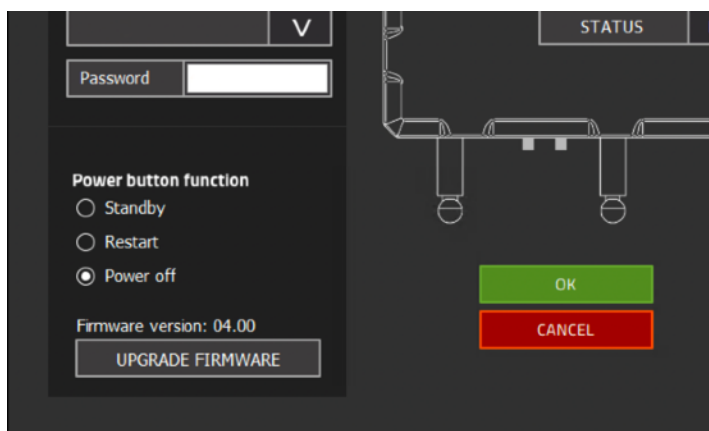 V
STATUS
Password
Power button function
Standby
Restart
Power off
Firmware version: 04.00
UPGRADE FIRMWARE
OK
CANCEL